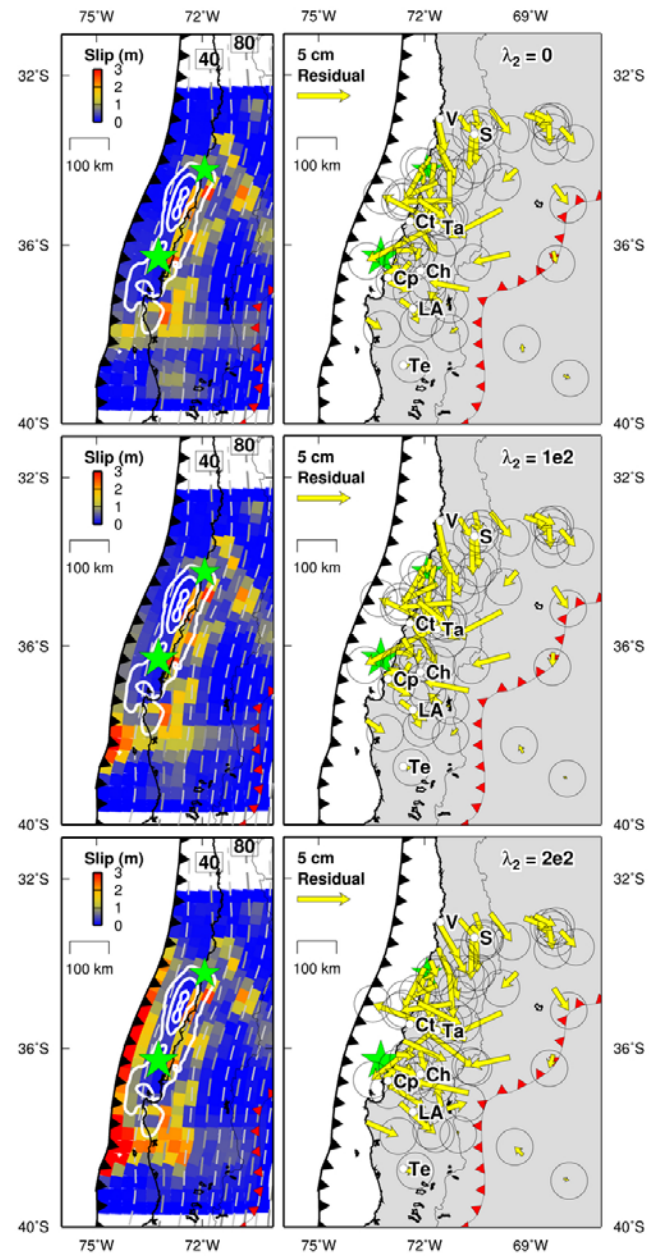 75°W 72°W 75°W 72°W 69°W
Slip (m) 40 80 5 cm λ₂ = 0
3 Residual
2
1
0
32°S 32°S
100 km 100 km
V
S
Ct Ta
36°S 36°S
Cp Ch
LA
Te
40°S 40°S
Slip (m) 40 80 5 cm λ₂ = 1e2
3 Residual
2
1
0
32°S 32°S
100 km 100 km
V
S
Ct Ta
36°S 36°S
Cp Ch
LA
Te
40°S 40°S
Slip (m) 40 80 5 cm λ₂ = 2e2
3 Residual
2
1
0
32°S 32°S
100 km 100 km
V
S
Ct Ta
36°S 36°S
Cp Ch
LA
Te
40°S 40°S
75°W 72°W 75°W 72°W 69°W